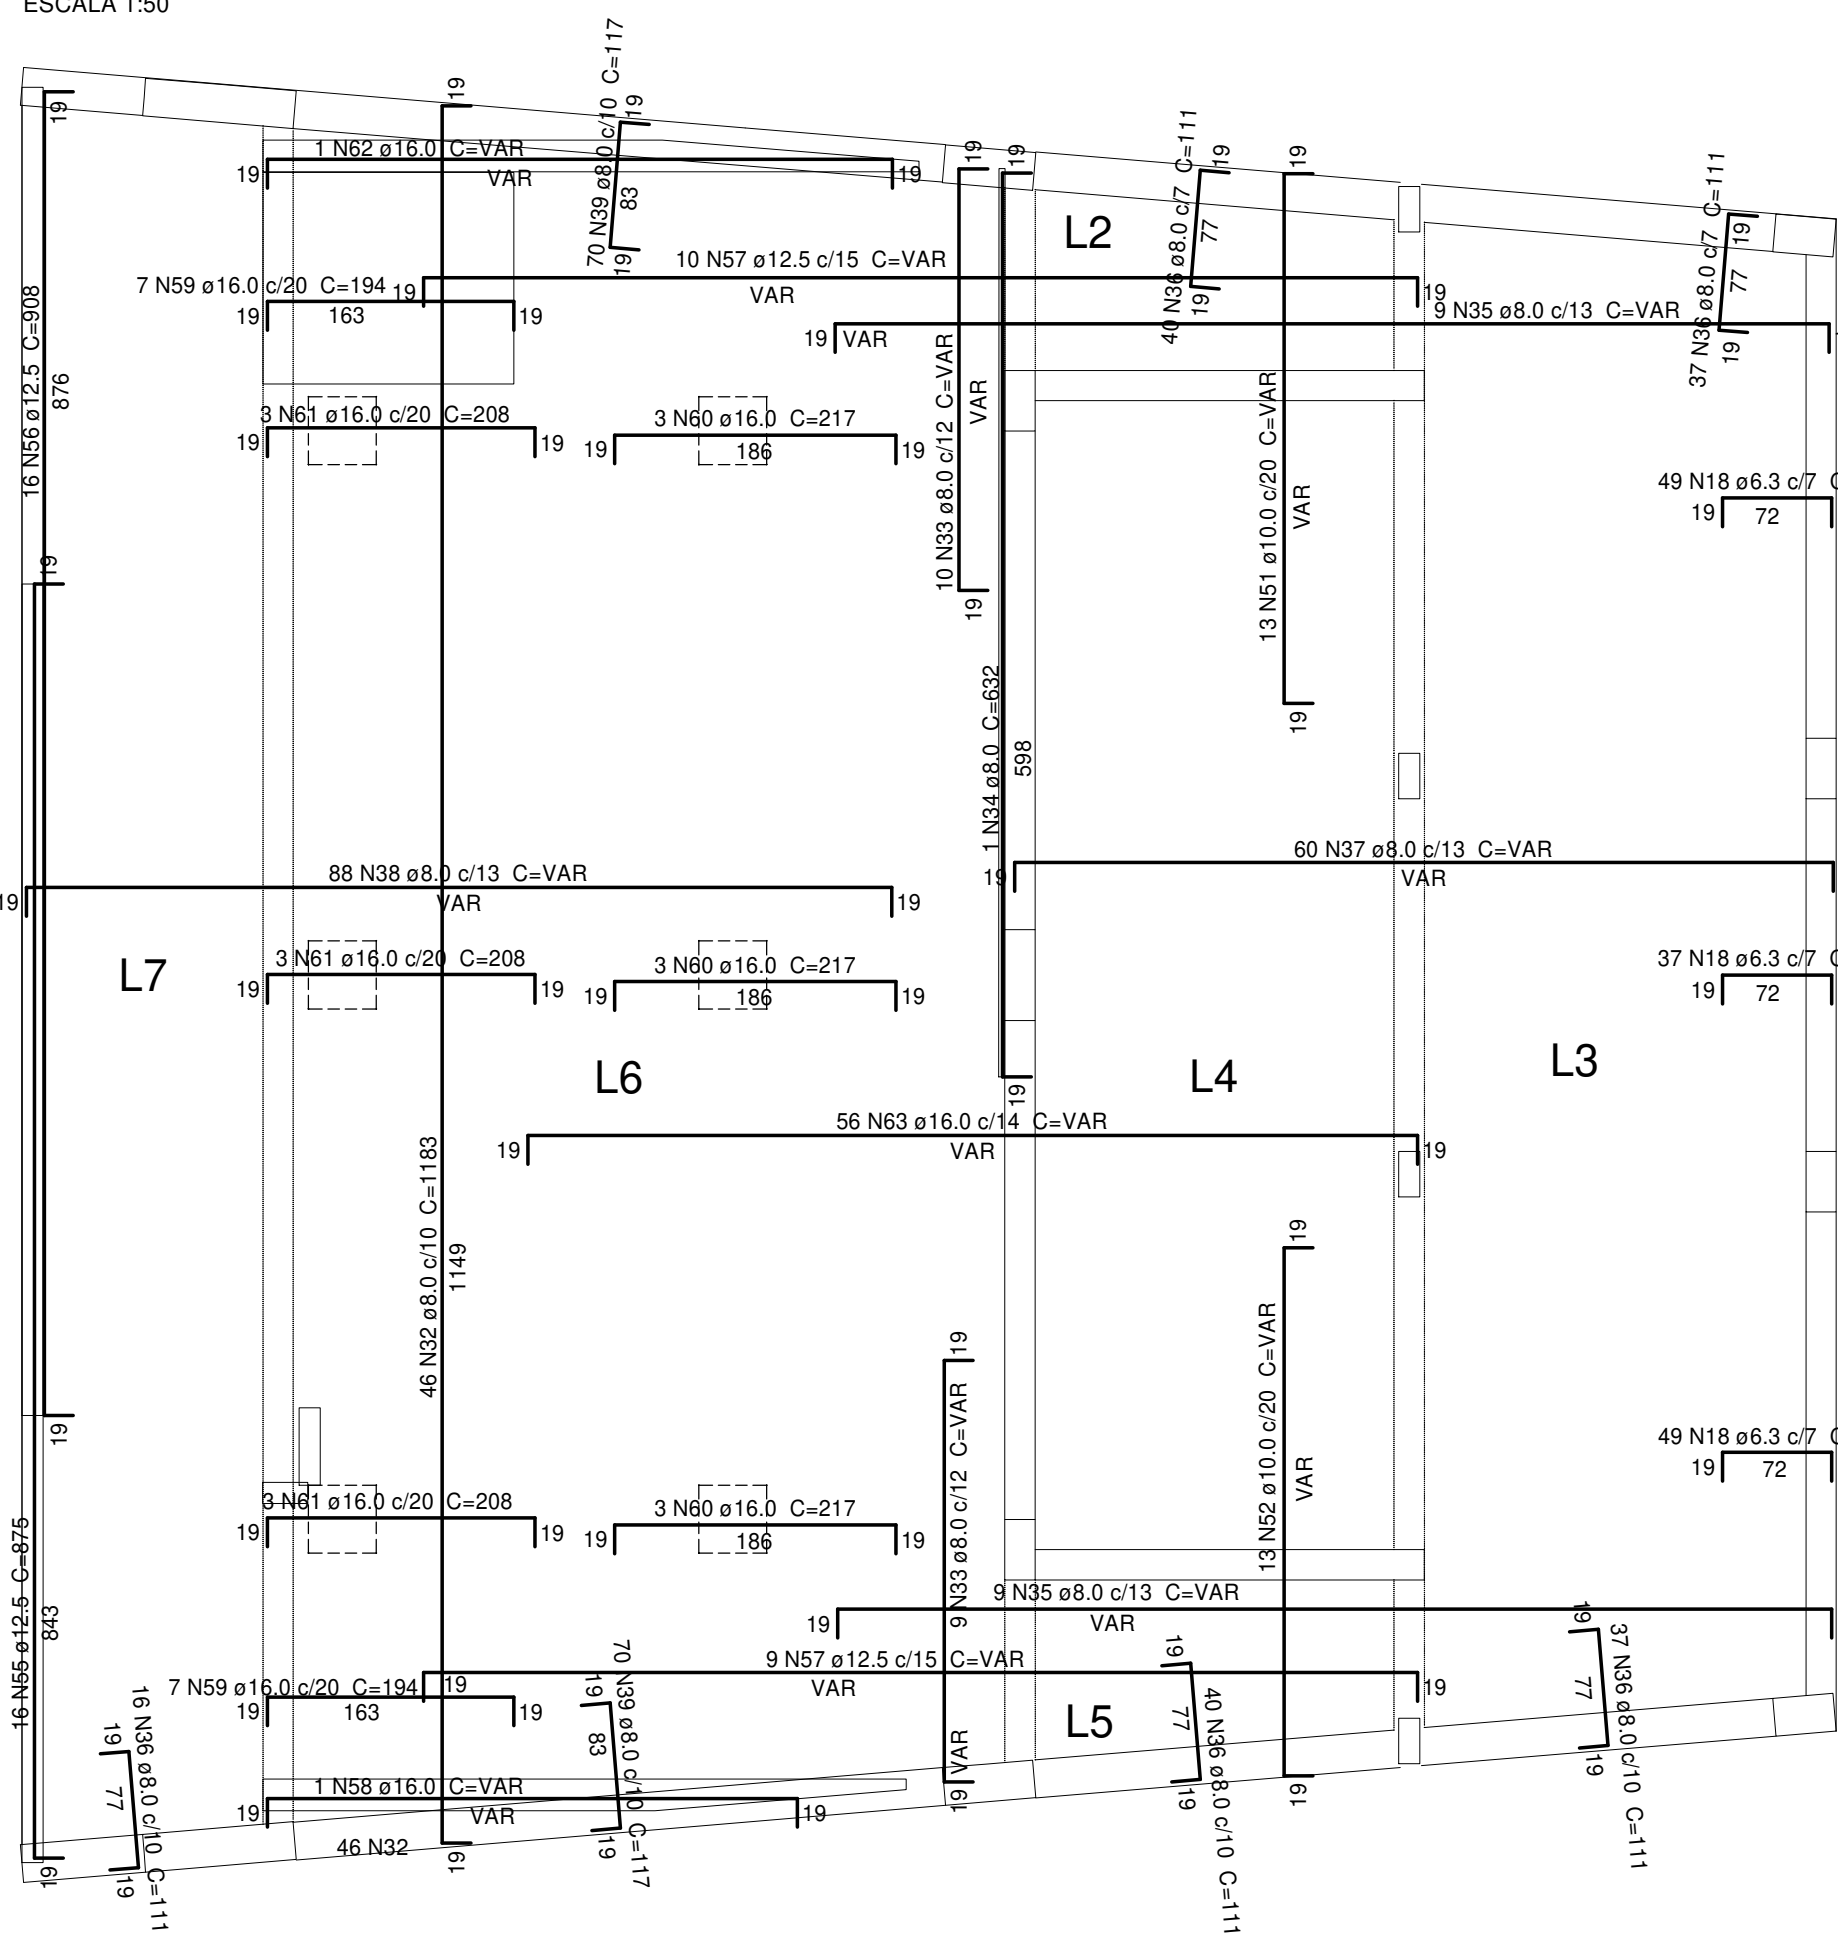 ESCALA 1:50
19
19
70 N39 ø8.0 c/10  C=117
19
83
19
1 N62 ø16.0  C=VAR
19
VAR
19
19
19
40 N36 ø8.0 c/7  C=111
19
77
19
19
37 N36 ø8.0 c/7  C=111
19
77
19
L2
10 N57 ø12.5 c/15  C=VAR
19
VAR
19
7 N59 ø16.0 c/20  C=194
19
163
19
9 N35 ø8.0 c/13  C=VAR
19
VAR
16 N56 ø12.5  C=908
876
10 N33 ø8.0 c/12  C=VAR
VAR
19
13 N51 ø10.0 c/20  C=VAR
VAR
19
3 N61 ø16.0 c/20  C=208
19
19
3 N60 ø16.0  C=217
19
186
19
49 N18 ø6.3 c/7
19
72
19
1 N34 ø8.0  C=632
598
19
60 N37 ø8.0 c/13  C=VAR
19
VAR
88 N38 ø8.0 c/13  C=VAR
19
VAR
19
L7
3 N61 ø16.0 c/20  C=208
19
19
3 N60 ø16.0  C=217
19
186
19
37 N18 ø6.3 c/7
19
72
L6
L4
L3
56 N63 ø16.0 c/14  C=VAR
19
VAR
19
46 N32 ø8.0 c/10  C=1183
1149
19
19
13 N52 ø10.0 c/20  C=VAR
VAR
19
19
9 N33 ø8.0 c/12  C=VAR
VAR
19
49 N18 ø6.3 c/7
19
72
3 N61 ø16.0 c/20  C=208
19
19
3 N60 ø16.0  C=217
19
186
19
16 N55 ø12.5  C=875
843
19
9 N35 ø8.0 c/13  C=VAR
19
VAR
9 N57 ø12.5 c/15  C=VAR
19
VAR
19
7 N59 ø16.0 c/20  C=194
19
163
19
L5
16 N36 ø8.0 c/10  C=111
19
77
19
70 N39 ø8.0 c/10  C=117
19
83
19
40 N36 ø8.0 c/10  C=111
19
77
19
37 N36 ø8.0 c/10  C=111
19
77
19
1 N58 ø16.0  C=VAR
19
VAR
19
46 N32
19